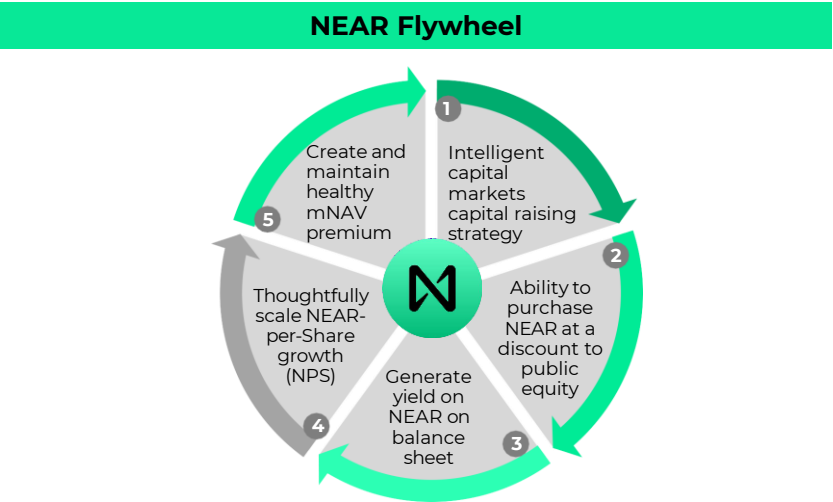 NEAR Flywheel
1
Intelligent
capital
markets
capital raising
strategy
2
Ability to
purchase
NEAR at a
discount to
public
equity
3
Generate
yield on
NEAR on
balance
sheet
4
Thoughtfully
scale NEAR-
per-Share
growth
(NPS)
5
Create and
maintain
healthy
mNAV
premium